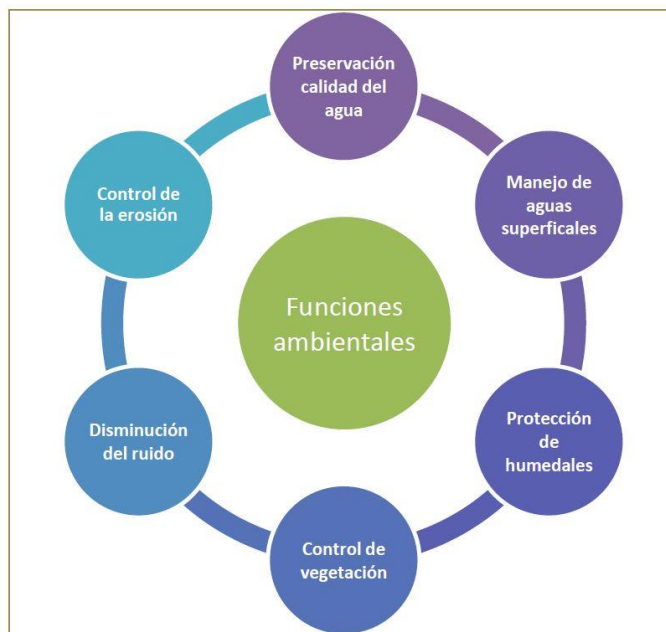 Preservación
calidad del
agua
Manejo de
aguas
superficales
Protección
de
humedales
Control de
vegetación
Disminución
del ruido
Control de
la erosión
Funciones
ambientales